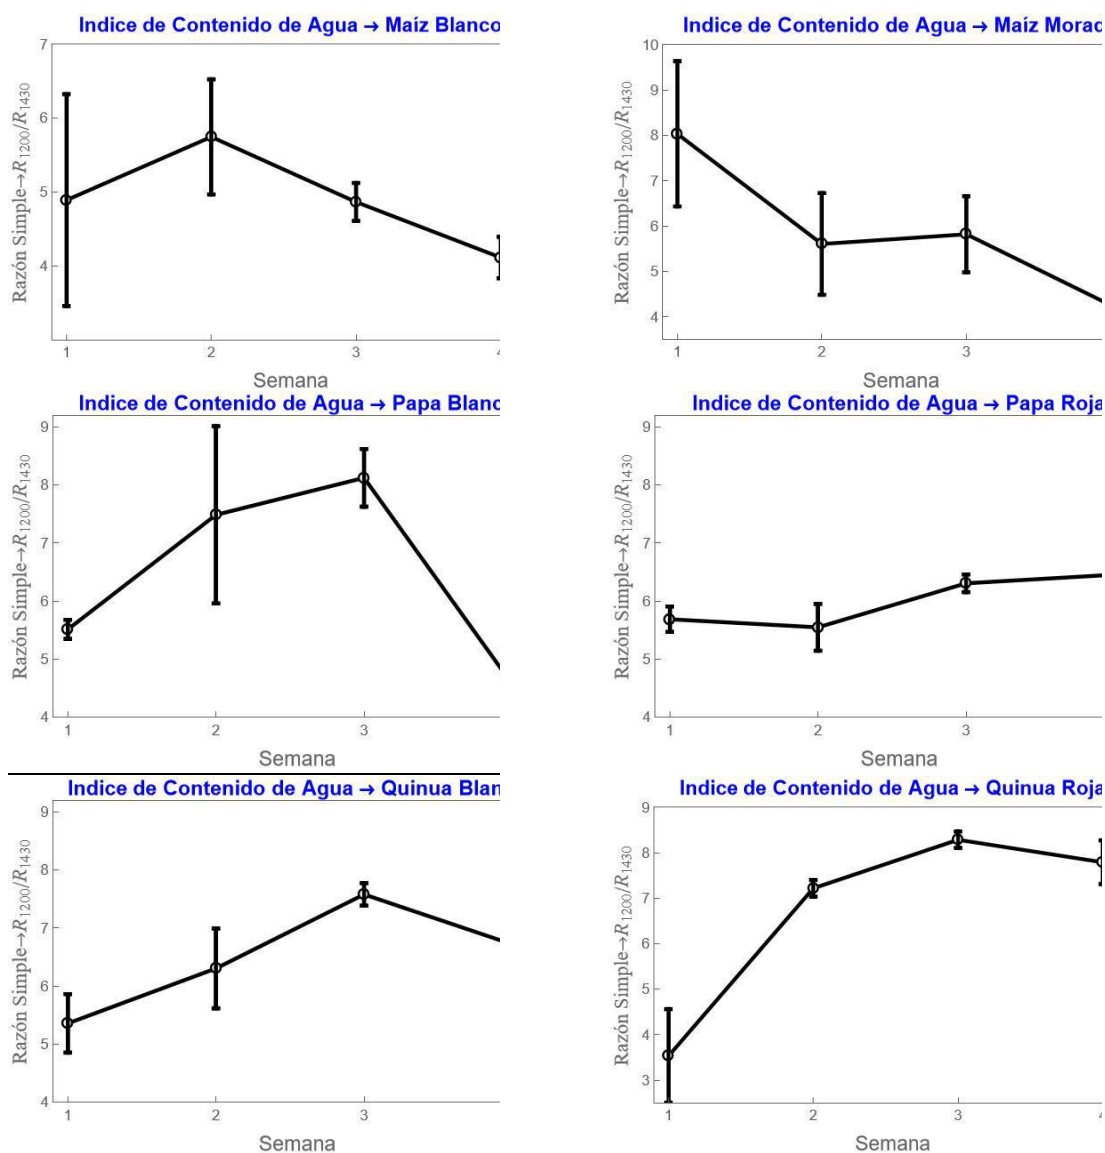 Indice de Contenido de Agua → Maíz Blanco
7
6
5
4
Razón Simple→R1200/R1430
1 2 3 4
Semana
Indice de Contenido de Agua → Maíz Morad
10
9
8
7
6
5
4
Razón Simple→R1200/R1430
1 2 3
Semana
Indice de Contenido de Agua → Papa Blanc
9
8
7
6
5
4
Razón Simple→R1200/R1430
1 2 3
Semana
Indice de Contenido de Agua → Papa Roja
9
8
7
6
5
4
Razón Simple→R1200/R1430
1 2 3
Semana
Indice de Contenido de Agua → Quinua Blan
9
8
7
6
5
4
Razón Simple→R1200/R1430
1 2 3
Semana
Indice de Contenido de Agua → Quinua Roja
9
8
7
6
5
4
3
Razón Simple→R1200/R1430
1 2 3 4
Semana